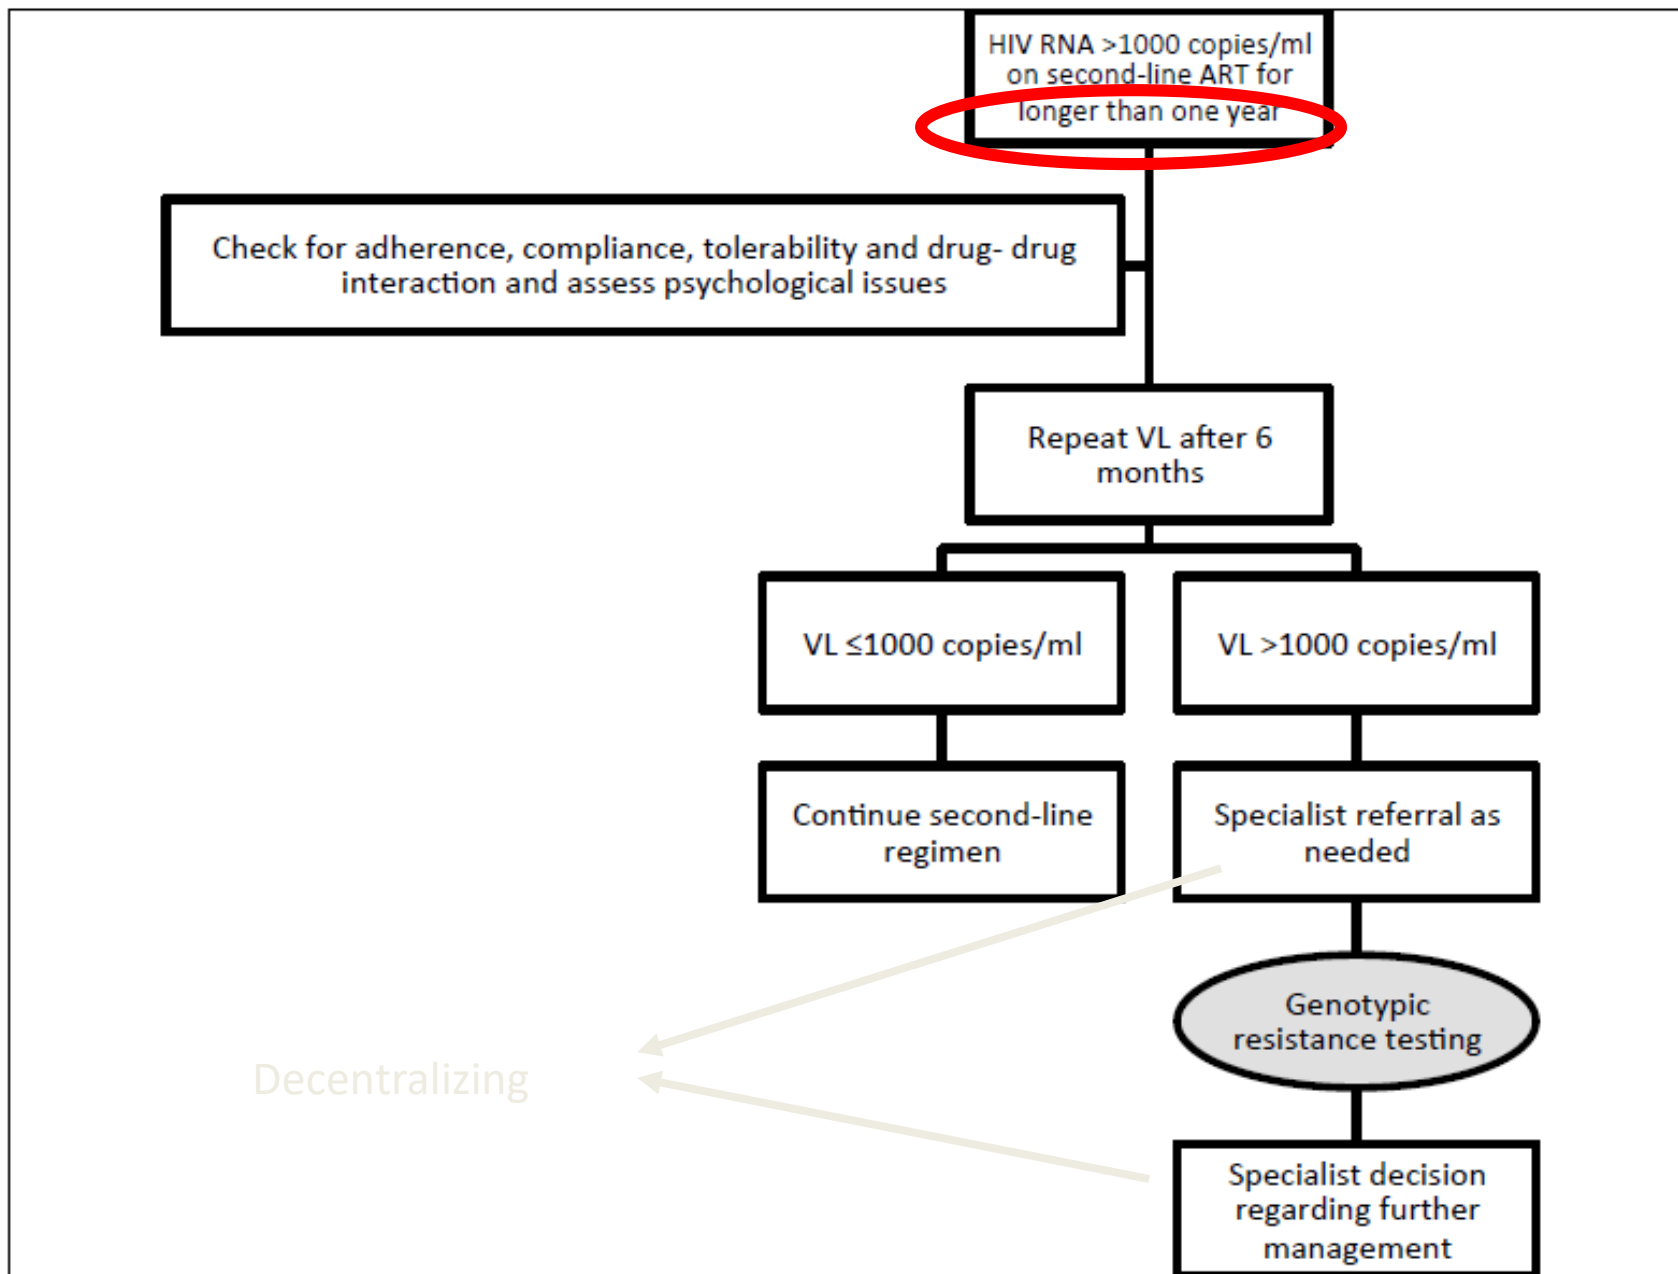 HIV RNA >1000 copies/ml
on second-line ART for
longer than one year
Check for adherence, compliance, tolerability and drug- drug
interaction and assess psychological issues
Repeat VL after 6
months
VL ≤1000 copies/ml
VL >1000 copies/ml
Continue second-line
regimen
Specialist referral as
needed
Genotypic
resistance testing
Decentralizing
Specialist decision
regarding further
management